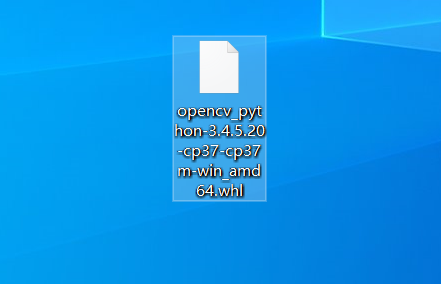 opencv_pyt
hon-3.4.5.20
-cp37-cp37
m-win_amd
64.whl